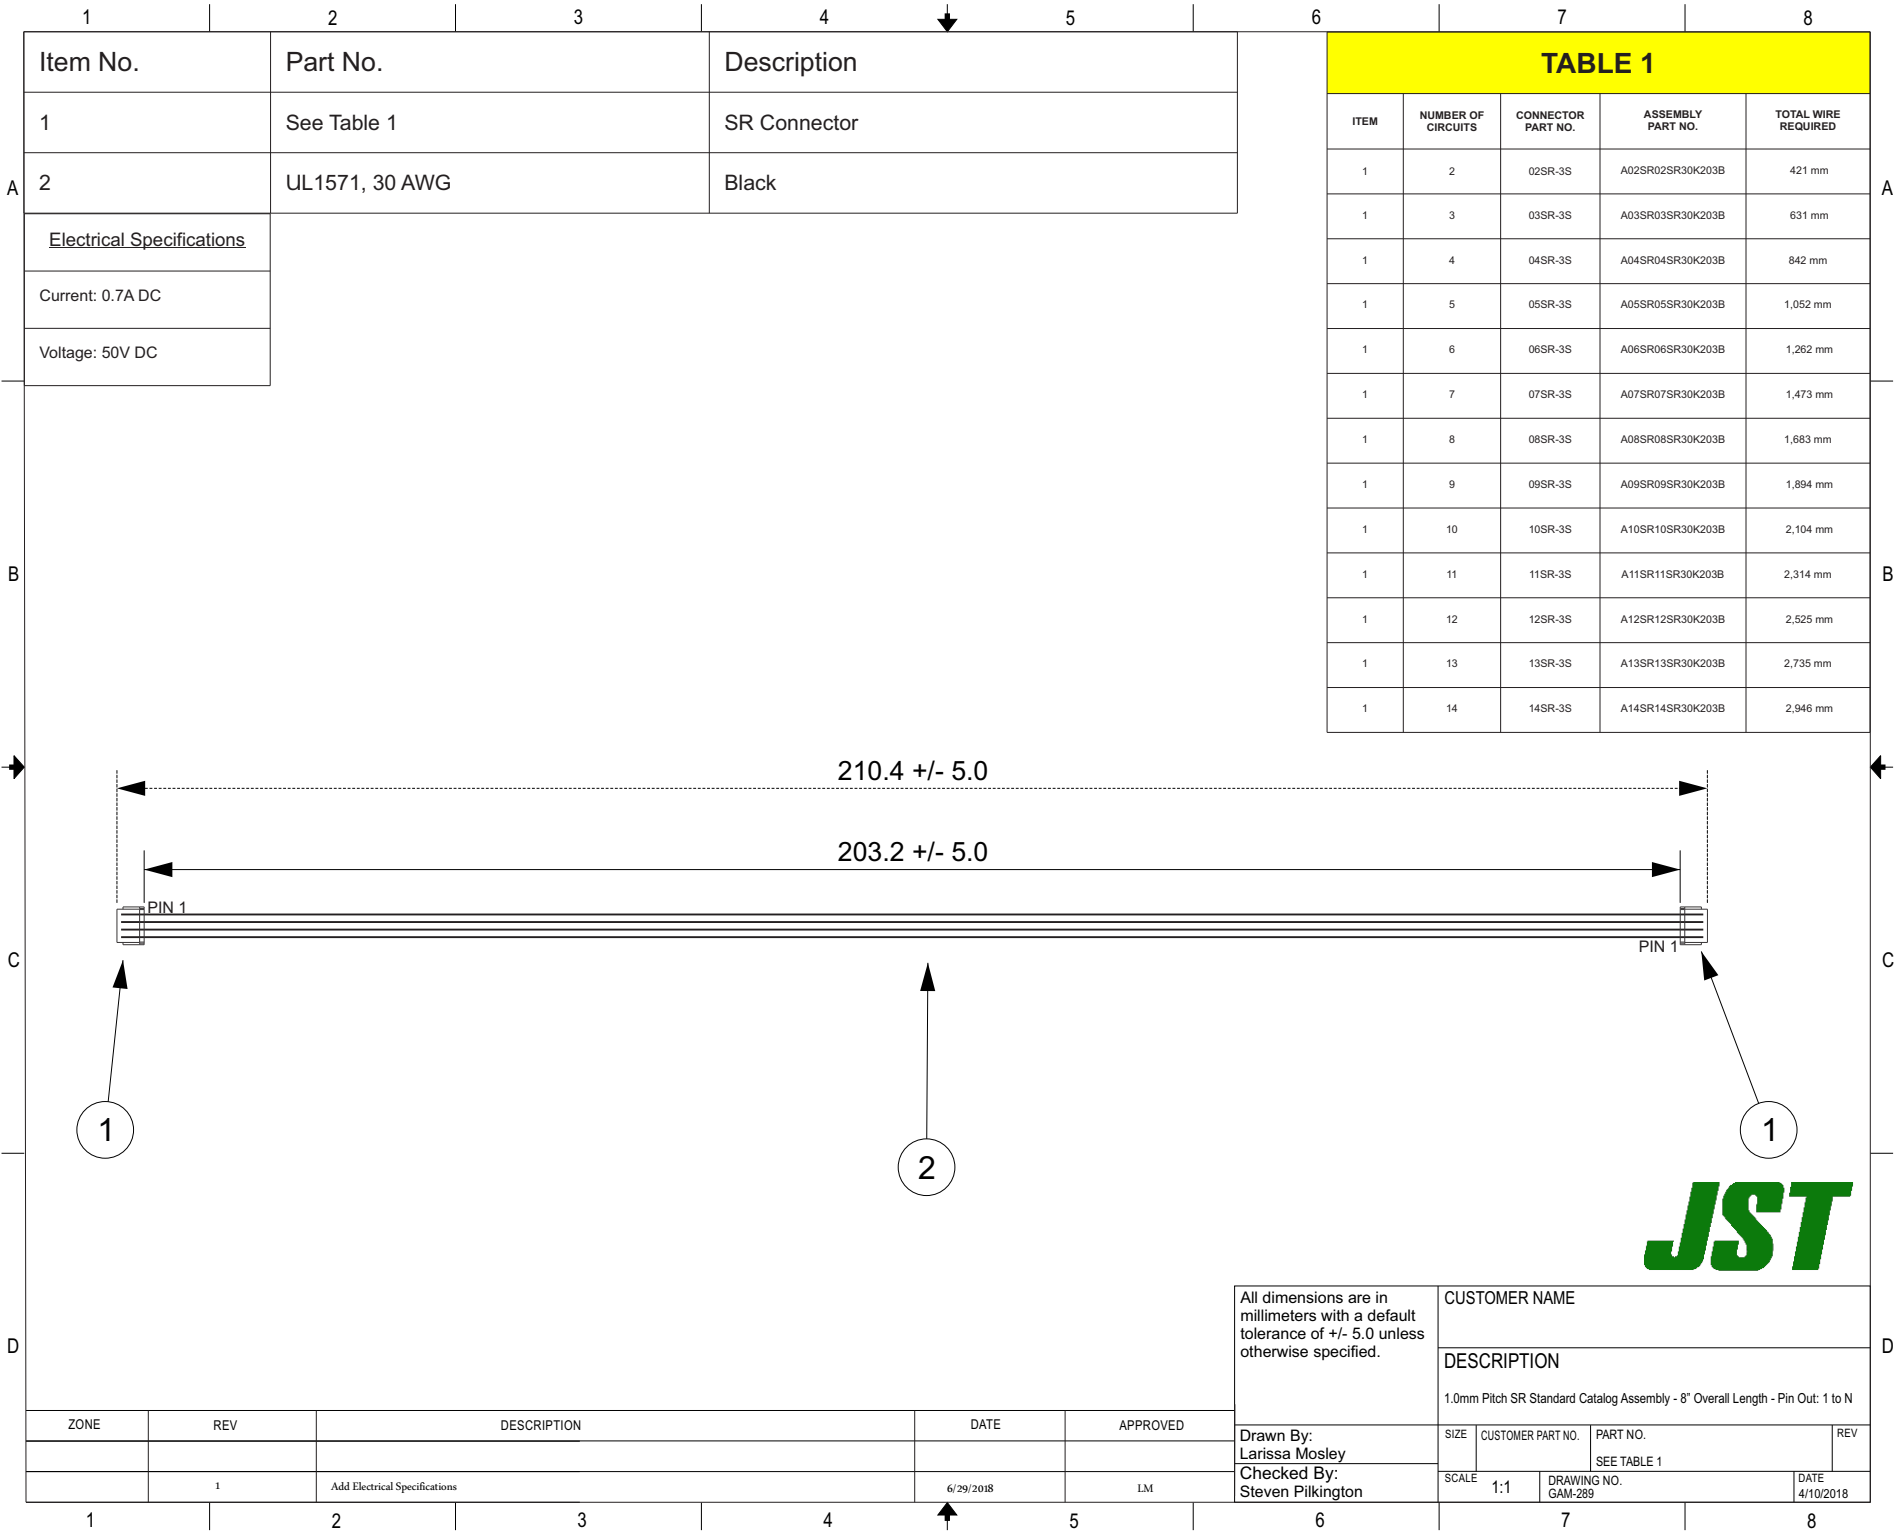 1 2 3 4 5 6 7 8
Item No. Part No. Description
1 See Table 1 SR Connector
2 UL1571, 30 AWG Black
Electrical Specifications
Current: 0.7A DC
Voltage: 50V DC
TABLE 1
ITEM NUMBER OF CIRCUITS CONNECTOR PART NO. ASSEMBLY PART NO. TOTAL WIRE REQUIRED
1 2 02SR-3S A02SR02SR30K203B 421 mm
1 3 03SR-3S A03SR03SR30K203B 631 mm
1 4 04SR-3S A04SR04SR30K203B 842 mm
1 5 05SR-3S A05SR05SR30K203B 1,052 mm
1 6 06SR-3S A06SR06SR30K203B 1,262 mm
1 7 07SR-3S A07SR07SR30K203B 1,473 mm
1 8 08SR-3S A08SR08SR30K203B 1,683 mm
1 9 09SR-3S A09SR09SR30K203B 1,894 mm
1 10 10SR-3S A10SR10SR30K203B 2,104 mm
1 11 11SR-3S A11SR11SR30K203B 2,314 mm
1 12 12SR-3S A12SR12SR30K203B 2,525 mm
1 13 13SR-3S A13SR13SR30K203B 2,735 mm
1 14 14SR-3S A14SR14SR30K203B 2,946 mm
A A
B B
210.4 +/- 5.0
203.2 +/- 5.0
PIN 1
PIN 1
C C
1 2 1
JST
All dimensions are in
millimeters with a default
tolerance of +/- 5.0 unless
otherwise specified.
CUSTOMER NAME
D D
DESCRIPTION
1.0mm Pitch SR Standard Catalog Assembly - 8" Overall Length - Pin Out: 1 to N
ZONE REV DESCRIPTION DATE APPROVED
1 Add Electrical Specifications 6/29/2018 LM
Drawn By:
Larissa Mosley
Checked By:
Steven Pilkington
SIZE CUSTOMER PART NO. PART NO. REV
SEE TABLE 1
SCALE 1:1 DRAWING NO. DATE
GAM-289 4/10/2018
1 2 3 4 5 6 7 8